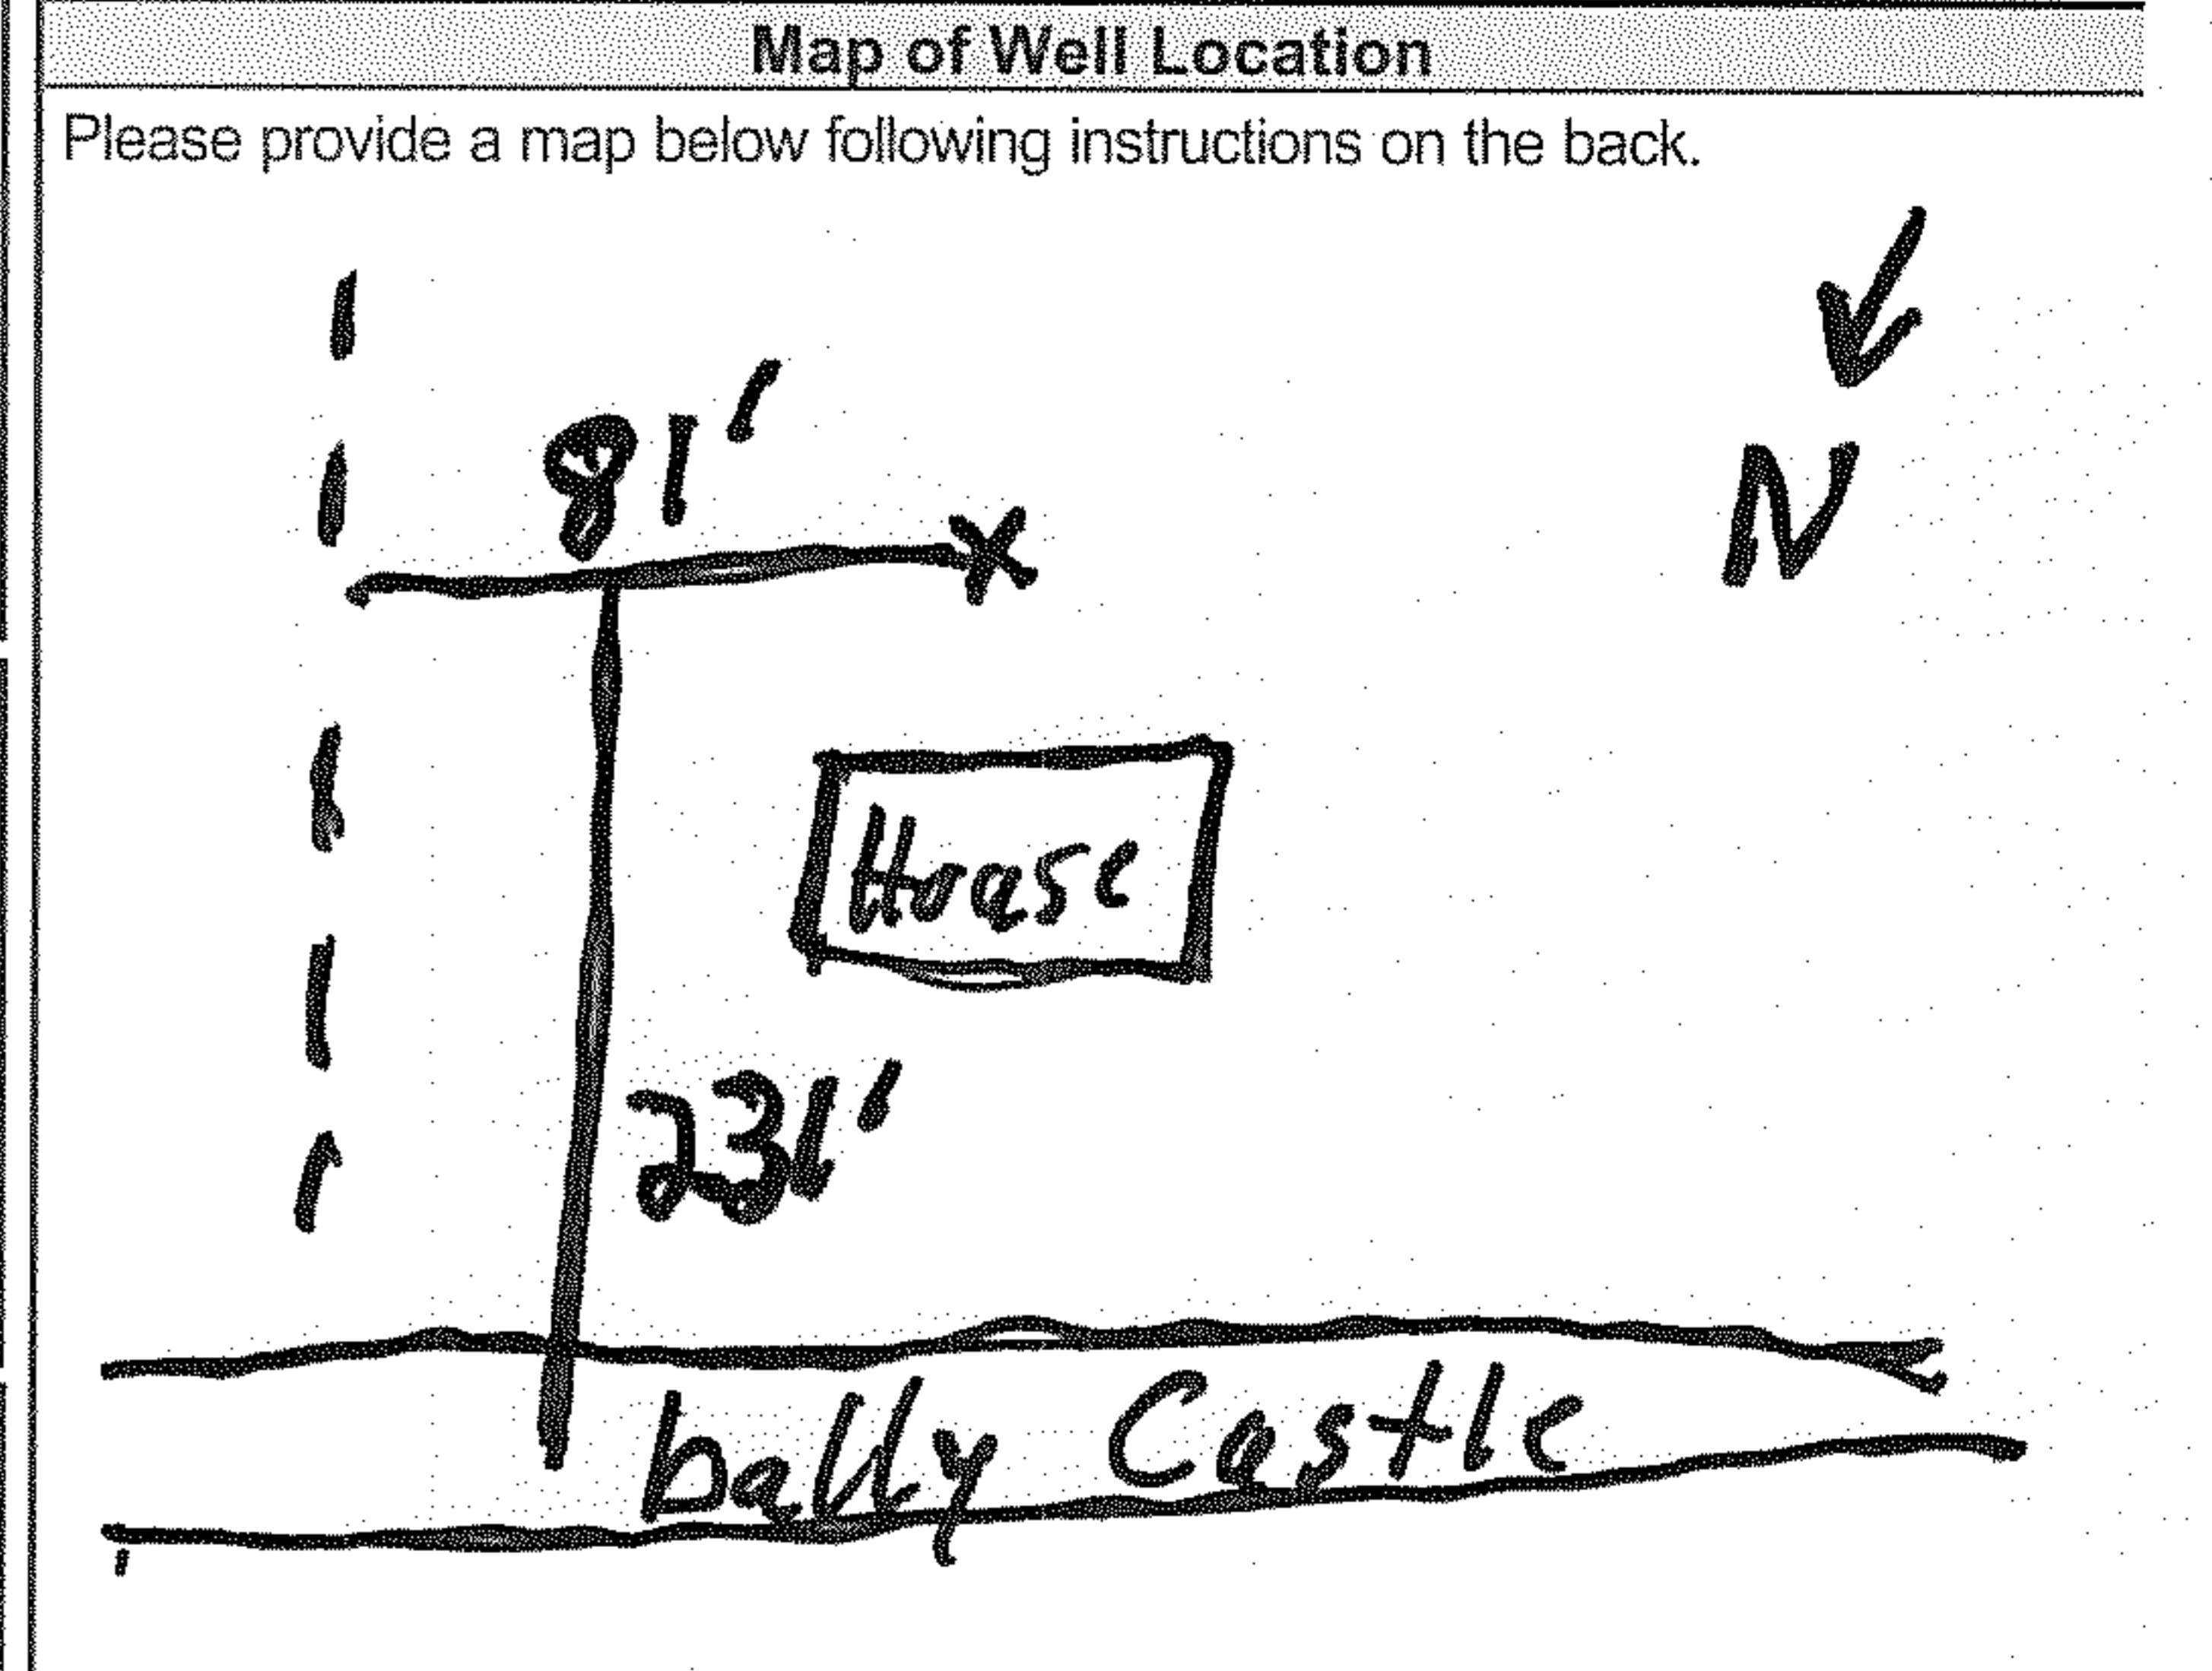 Map of Well Location
Please provide a map below following instructions on the back.
81'
N
House
231'
bally Castle